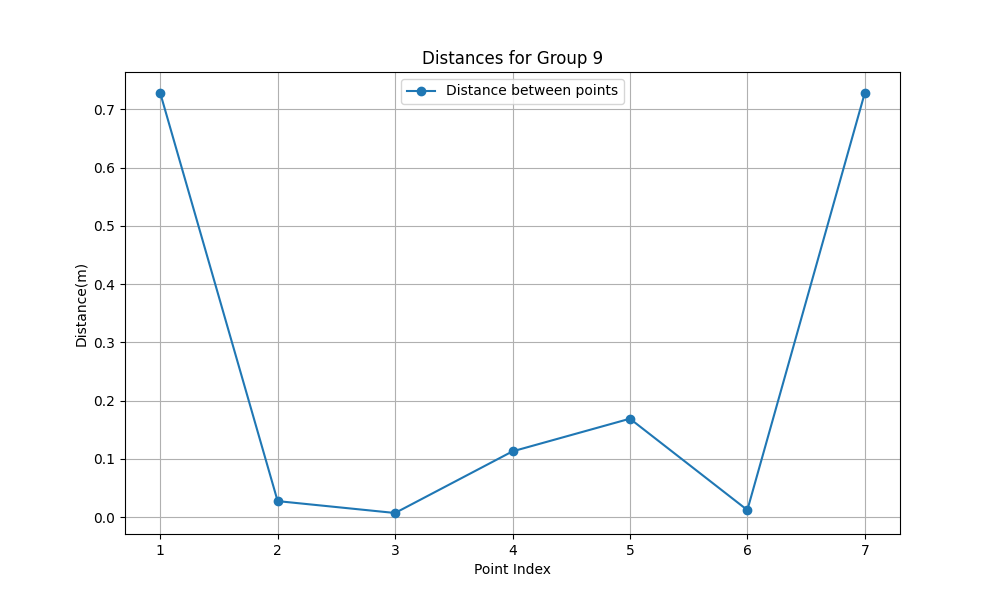 Distances for Group 9
Distance between points
Distance(m)
0.7
0.6
0.5
0.4
0.3
0.2
0.1
0.0
1 2 3 4 5 6 7
Point Index